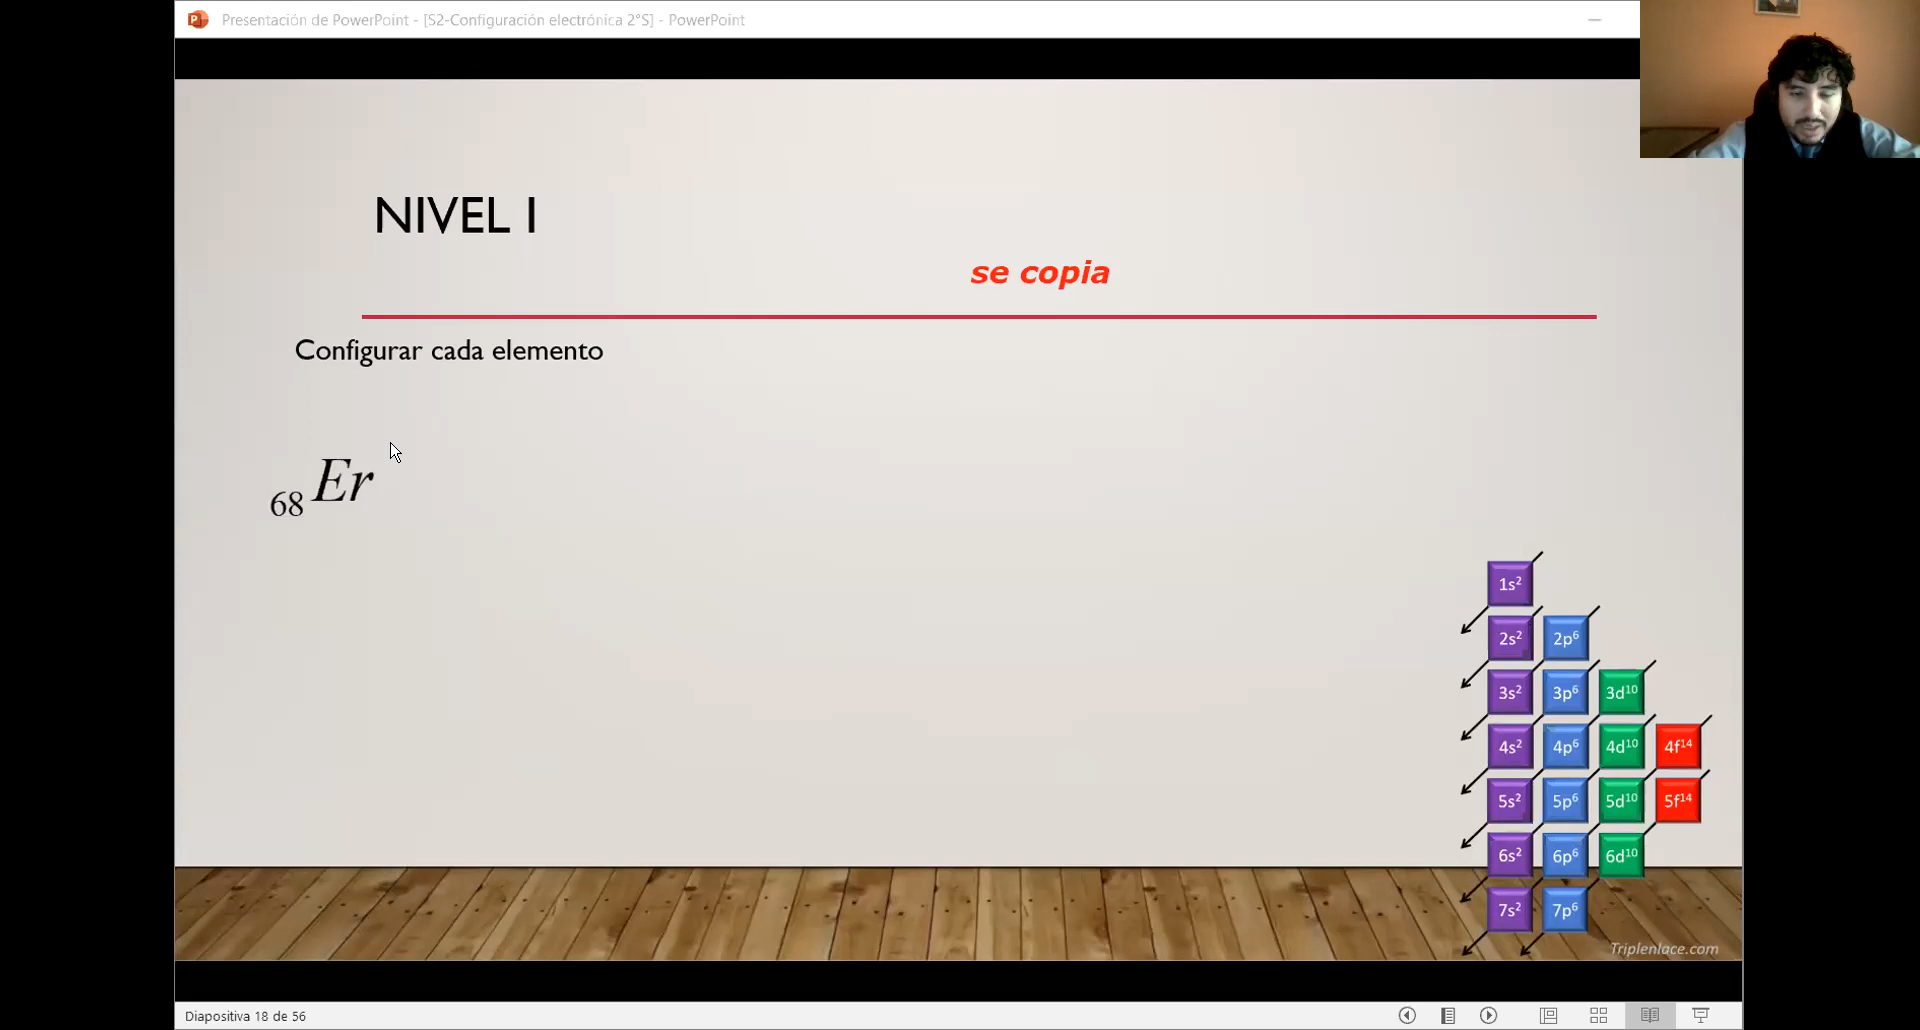 Presentación de PowerPoint - [S2-Configuración electrónica 2°S] - PowerPoint
NIVEL I
se copia
Configurar cada elemento
₆₈Er
1s²
2s² 2p⁶
3s² 3p⁶ 3d¹⁰
4s² 4p⁶ 4d¹⁰ 4f¹⁴
5s² 5p⁶ 5d¹⁰ 5f¹⁴
6s² 6p⁶ 6d¹⁰
7s² 7p⁶
Triplenlace.com
Diapositiva 18 de 56